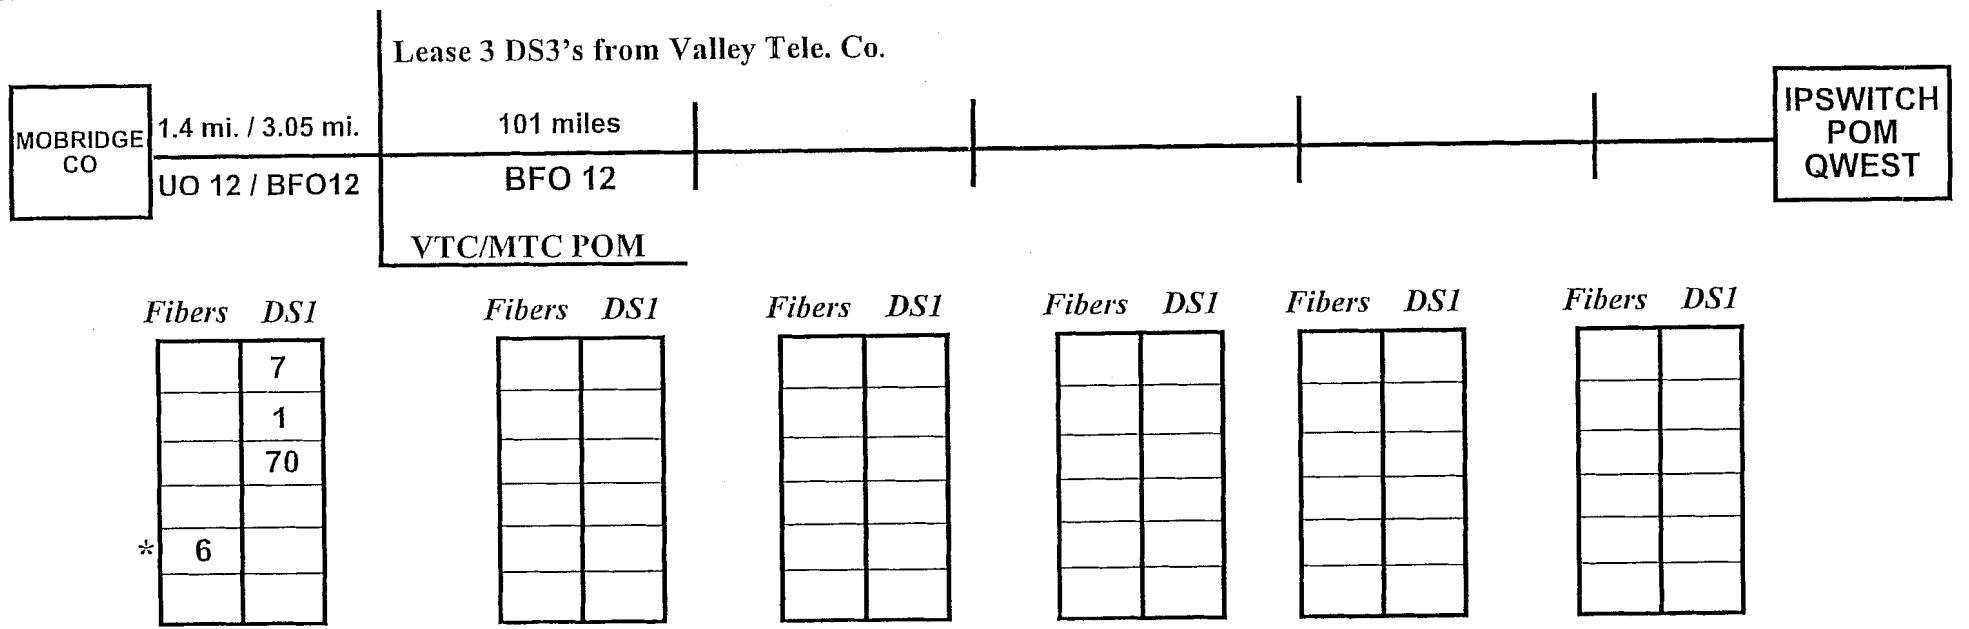 Lease 3 DS3's from Valley Tele. Co.
MOBRIDGE
CO
1.4 mi. / 3.05 mi.
UO 12 / BFO12
101 miles
BFO 12
IPSWITCH
POM
QWEST
VTC/MTC POM
Fibers DS1
Fibers DS1
Fibers DS1
Fibers DS1
Fibers DS1
Fibers DS1
7
1
70
* 6